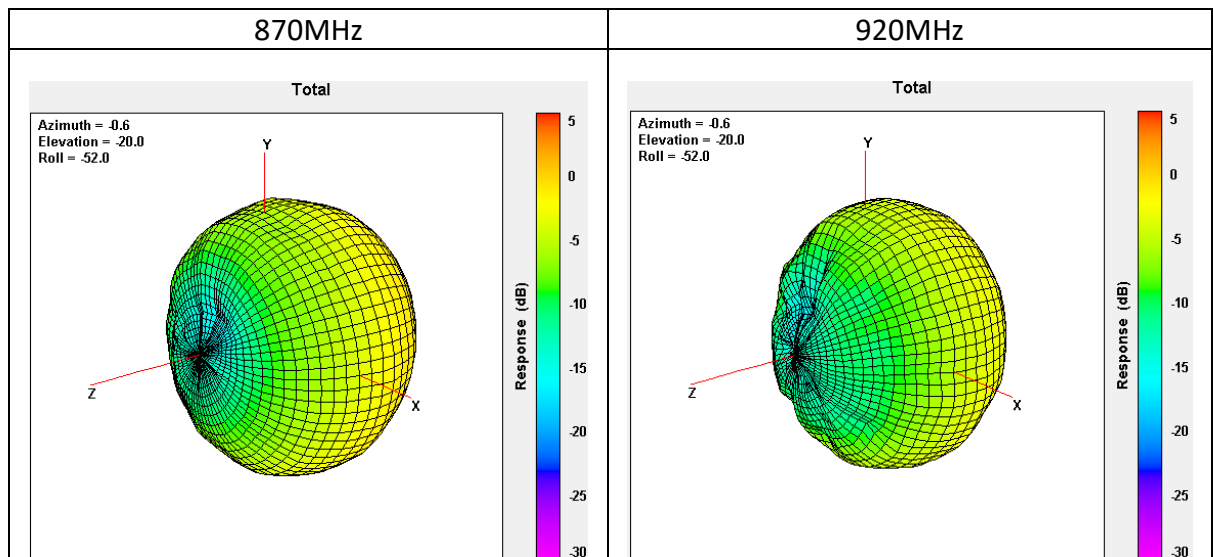 870MHz
920MHz
Total
Azimuth = -0.6
Elevation = -20.0
Roll = -52.0
Y
Z
X
5
0
-5
-10
-15
-20
-25
-30
Response (dB)
Total
Azimuth = -0.6
Elevation = -20.0
Roll = -52.0
Y
Z
X
5
0
-5
-10
-15
-20
-25
-30
Response (dB)